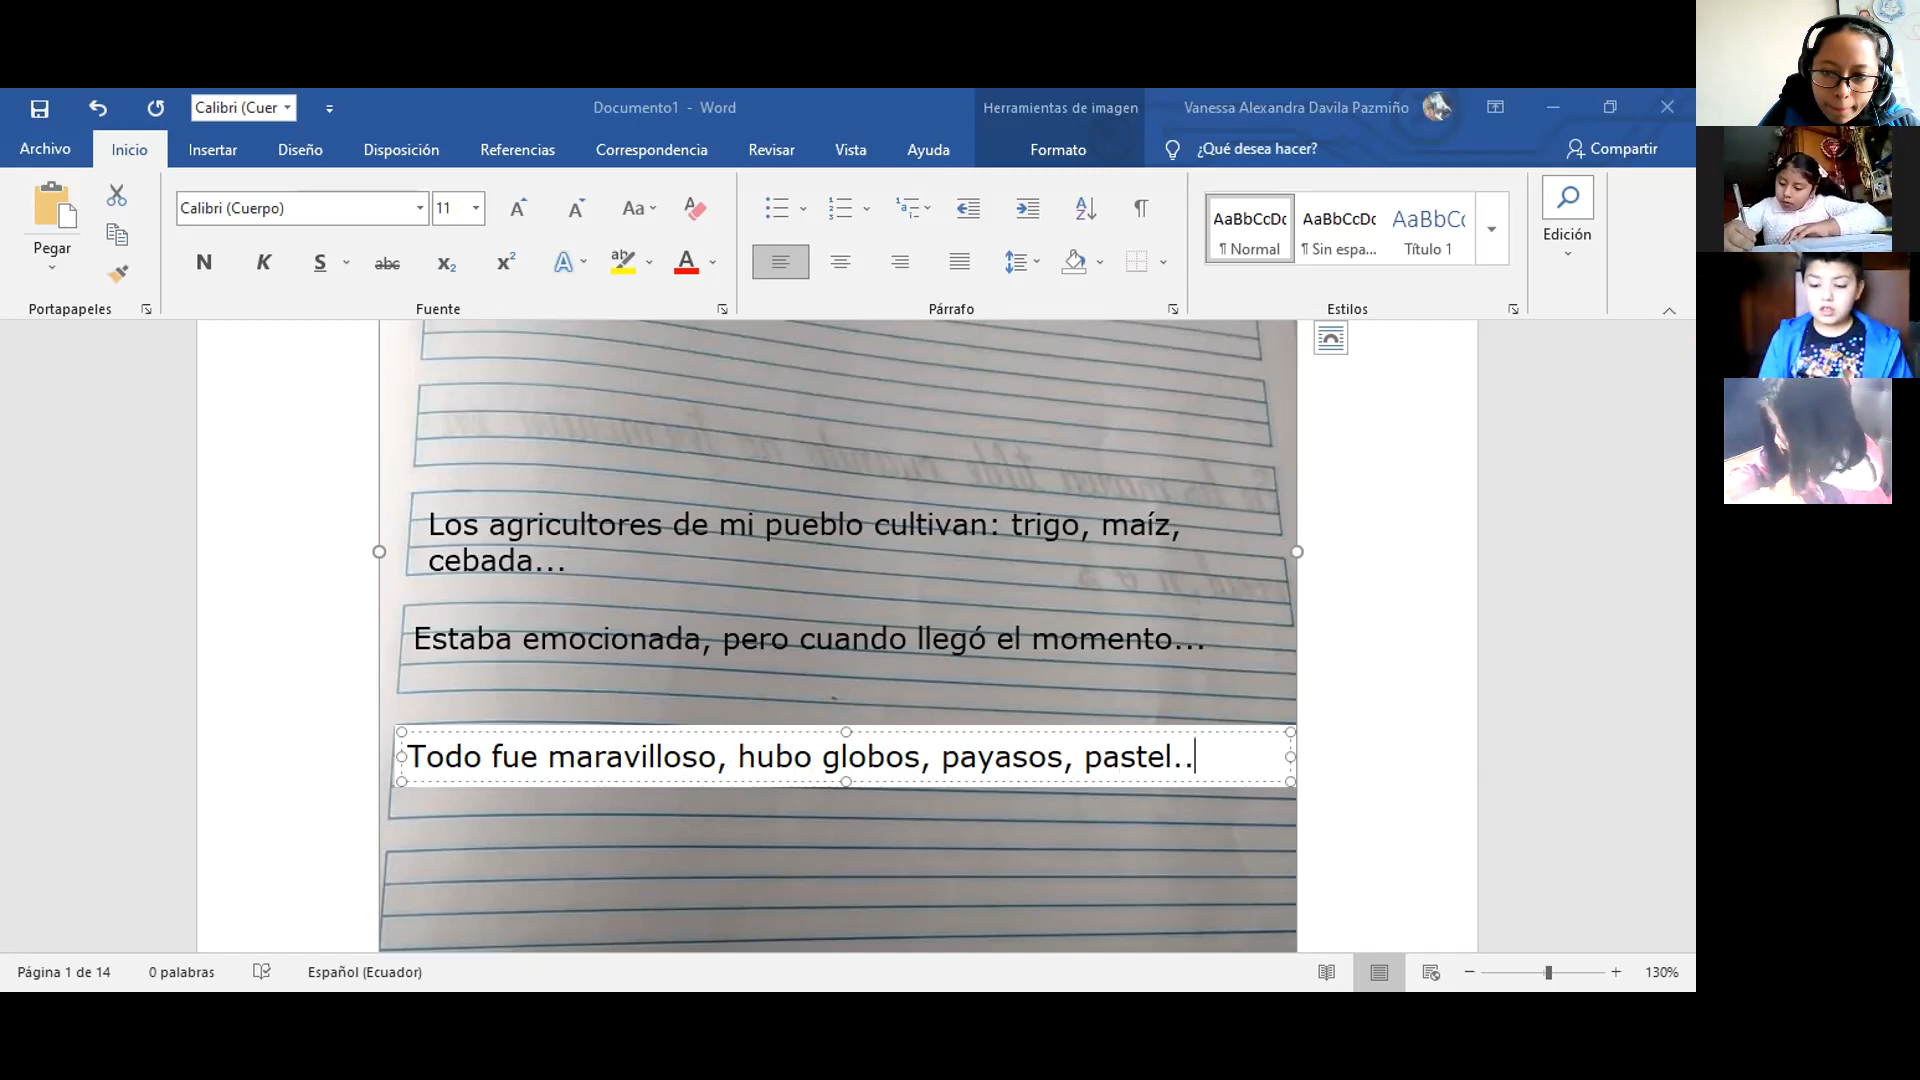 Calibri (Cuer
Documento1 - Word
Herramientas de imagen
Vanessa Alexandra Davila Pazmiño
Archivo
Inicio
Insertar
Diseño
Disposición
Referencias
Correspondencia
Revisar
Vista
Ayuda
Formato
¿Qué desea hacer?
Compartir
Pegar
Calibri (Cuerpo)
11
Aa
N K S abc x₂ x² A ab A
AaBbCcDc
¶ Normal
AaBbCcDc
¶ Sin espa...
AaBbCc
Título 1
Edición
Portapapeles
Fuente
Párrafo
Estilos
Los agricultores de mi pueblo cultivan: trigo, maíz,
cebada...
Estaba emocionada, pero cuando llegó el momento...
Todo fue maravilloso, hubo globos, payasos, pastel..
Página 1 de 14
0 palabras
Español (Ecuador)
130%